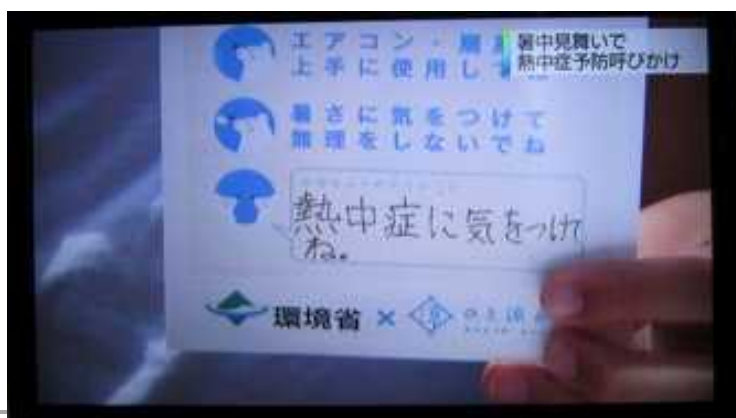 暑中見舞いで
熱中症予防呼びかけ
エアコン・扇
上手に使用し
暑さに気をつけて
無理をしないでね
熱中症に気をつけて
ね。
環境省 ×